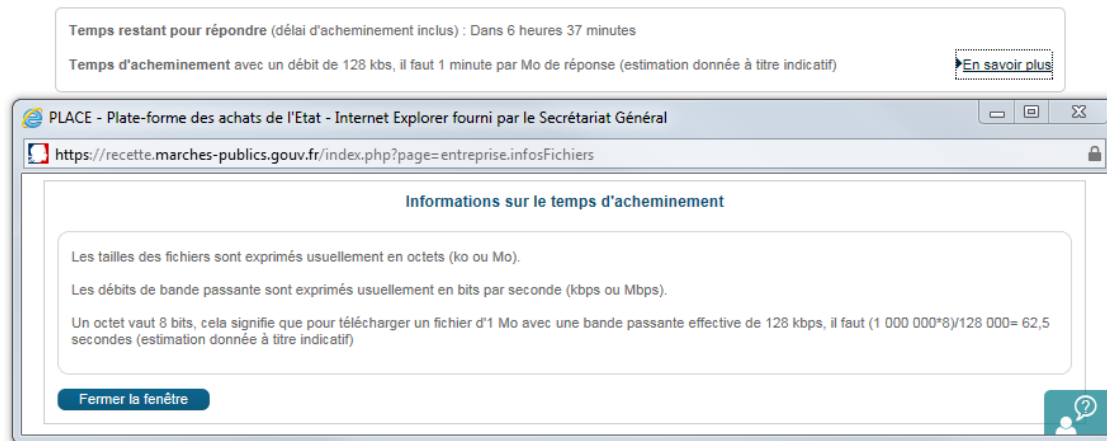 Temps restant pour répondre (délai d'acheminement inclus) : Dans 6 heures 37 minutes
Temps d'acheminement avec un débit de 128 kbs, il faut 1 minute par Mo de réponse (estimation donnée à titre indicatif)
En savoir plus
PLACE - Plate-forme des achats de l'Etat - Internet Explorer fourni par le Secrétariat Général
https://recette.marches-publics.gouv.fr/index.php?page=entreprise.infosFichiers
Informations sur le temps d'acheminement
Les tailles des fichiers sont exprimés usuellement en octets (ko ou Mo).
Les débits de bande passante sont exprimés usuellement en bits par seconde (kbps ou Mbps).
Un octet vaut 8 bits, cela signifie que pour télécharger un fichier d'1 Mo avec une bande passante effective de 128 kbps, il faut (1 000 000*8)/128 000= 62,5
secondes (estimation donnée à titre indicatif)
Fermer la fenêtre